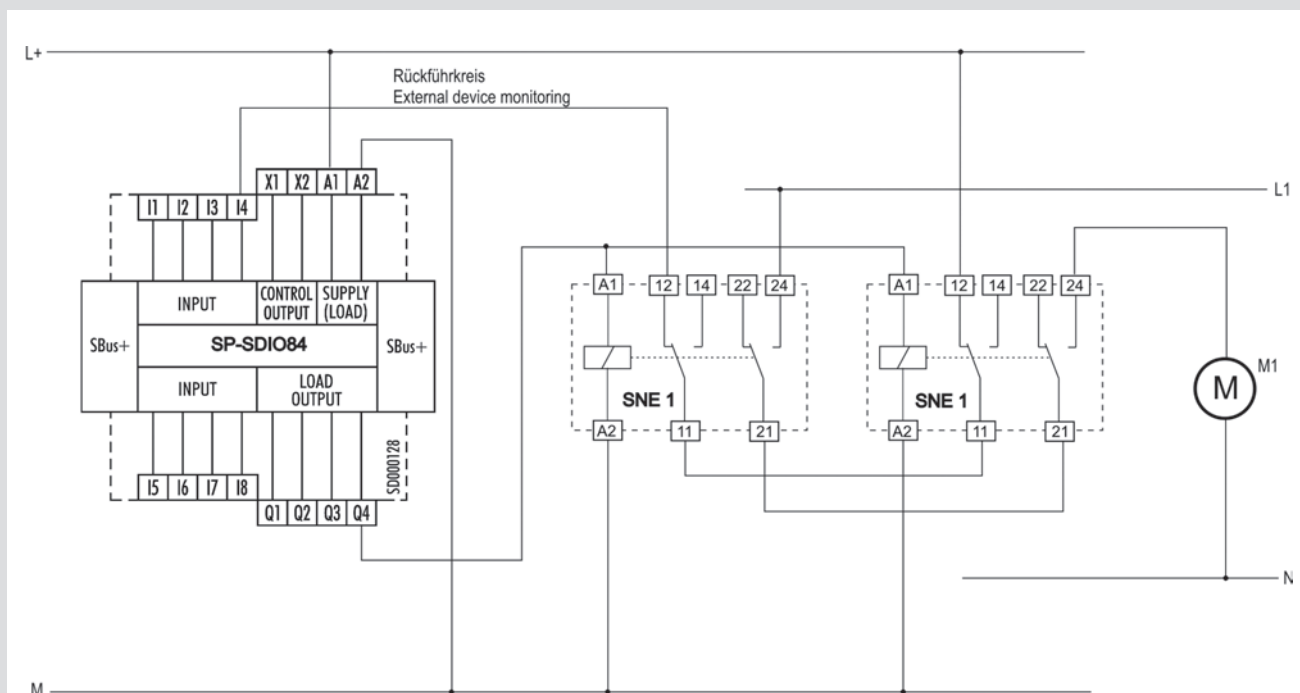 L+
Rückführkreis
External device monitoring
X1 X2 A1 A2
I1 I2 I3 I4
L1
A1 12 14 22 24
A1 12 14 22 24
INPUT
CONTROL
OUTPUT
SUPPLY
(LOAD)
SBus+
SP-SDIO84
SBus+
INPUT
LOAD
OUTPUT
SNE 1
SNE 1
M
M1
A2 11 21
A2 11 21
SD000128
I5 I6 I7 I8
Q1 Q2 Q3 Q4
N
M